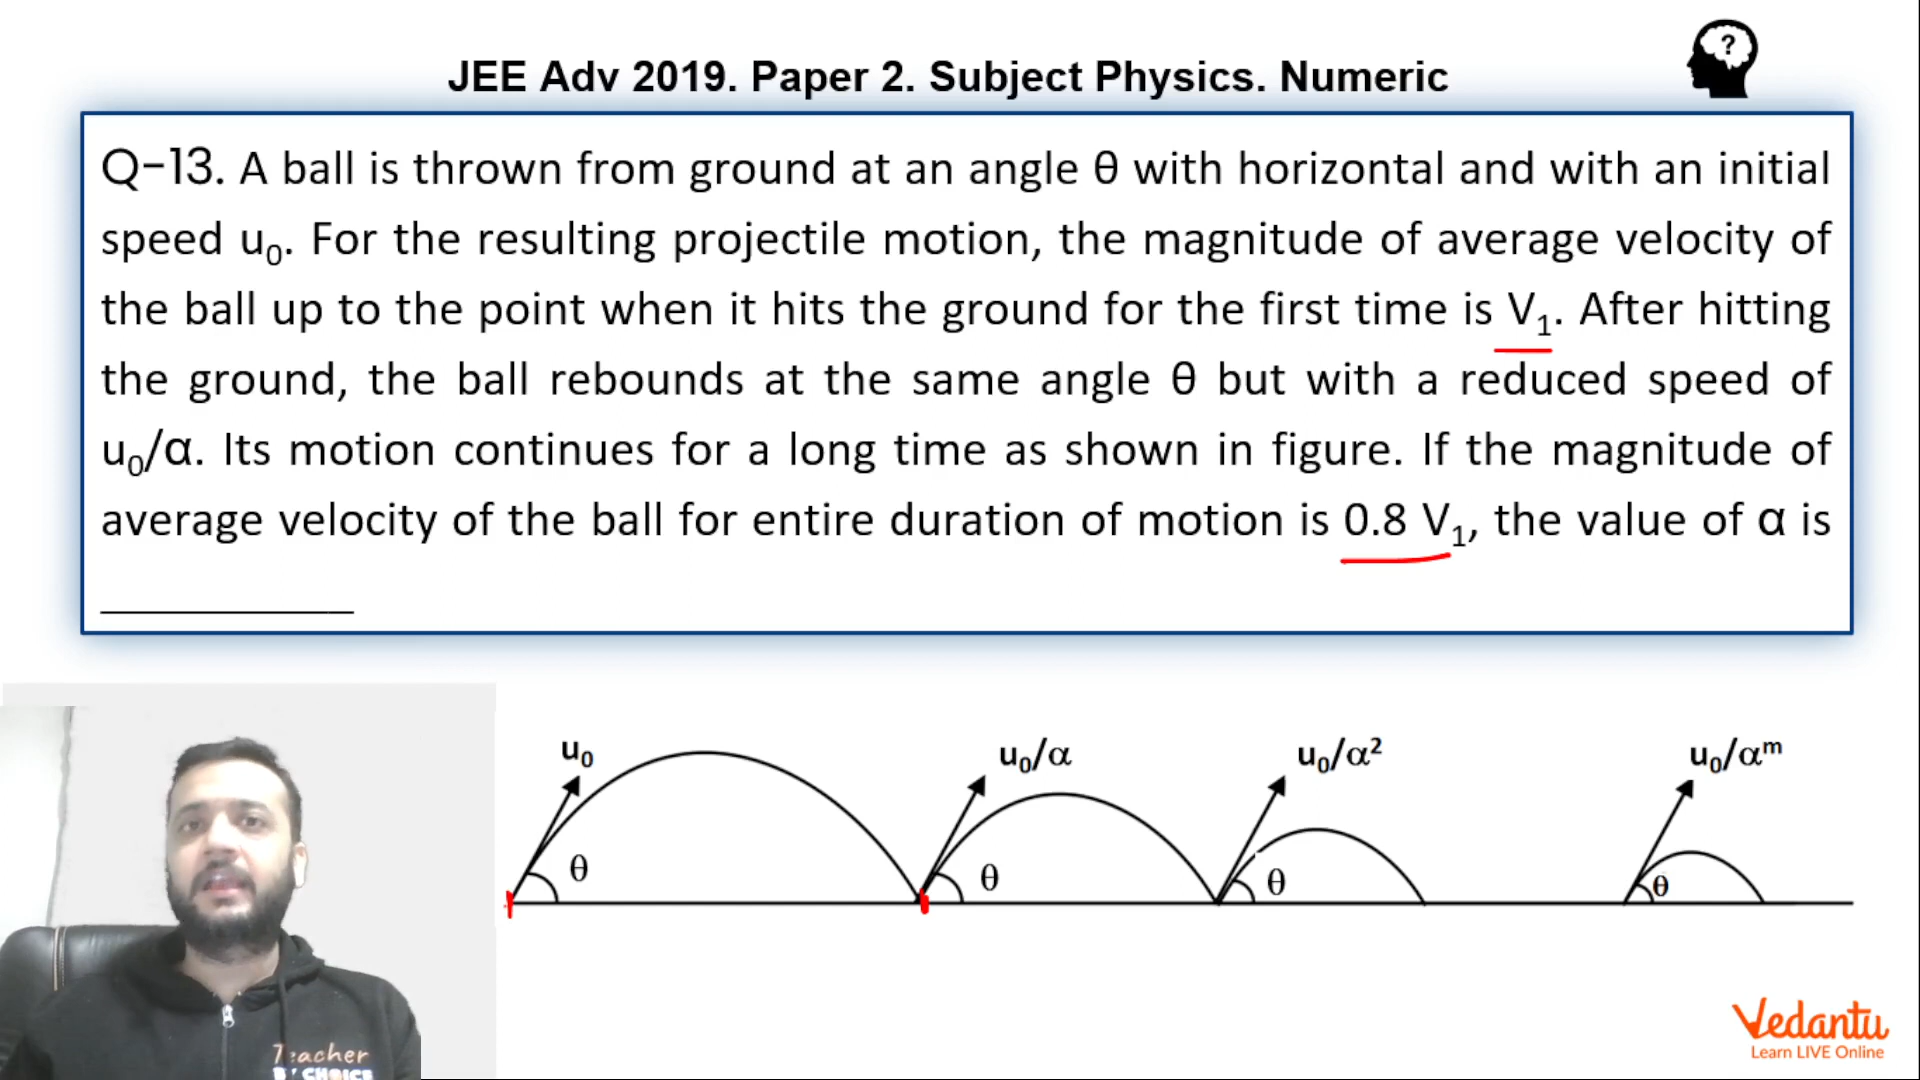 ?
JEE Adv 2019. Paper 2. Subject Physics. Numeric
Q–13. A ball is thrown from ground at an angle θ with horizontal and with an initial
speed u₀. For the resulting projectile motion, the magnitude of average velocity of
the ball up to the point when it hits the ground for the first time is V₁. After hitting
the ground, the ball rebounds at the same angle θ but with a reduced speed of
u₀/α. Its motion continues for a long time as shown in figure. If the magnitude of
average velocity of the ball for entire duration of motion is 0.8 V₁, the value of α is
____________
u₀ u₀/α u₀/α² u₀/αᵐ
θ θ θ θ
Vedantu
Learn LIVE Online
Teacher
BY CHOICE